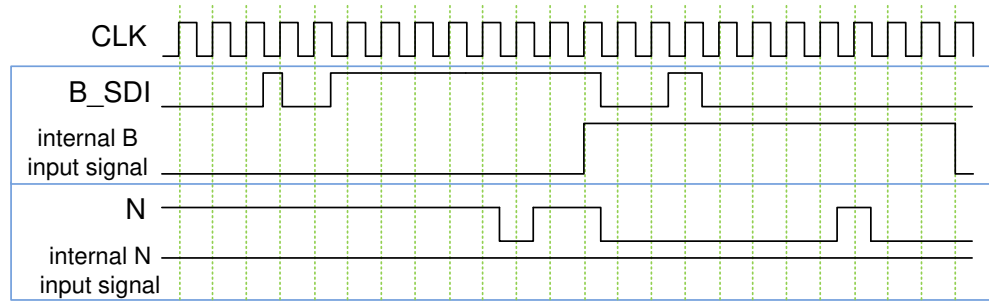 CLK
B_SDI
internal B
input signal
N
internal N
input signal